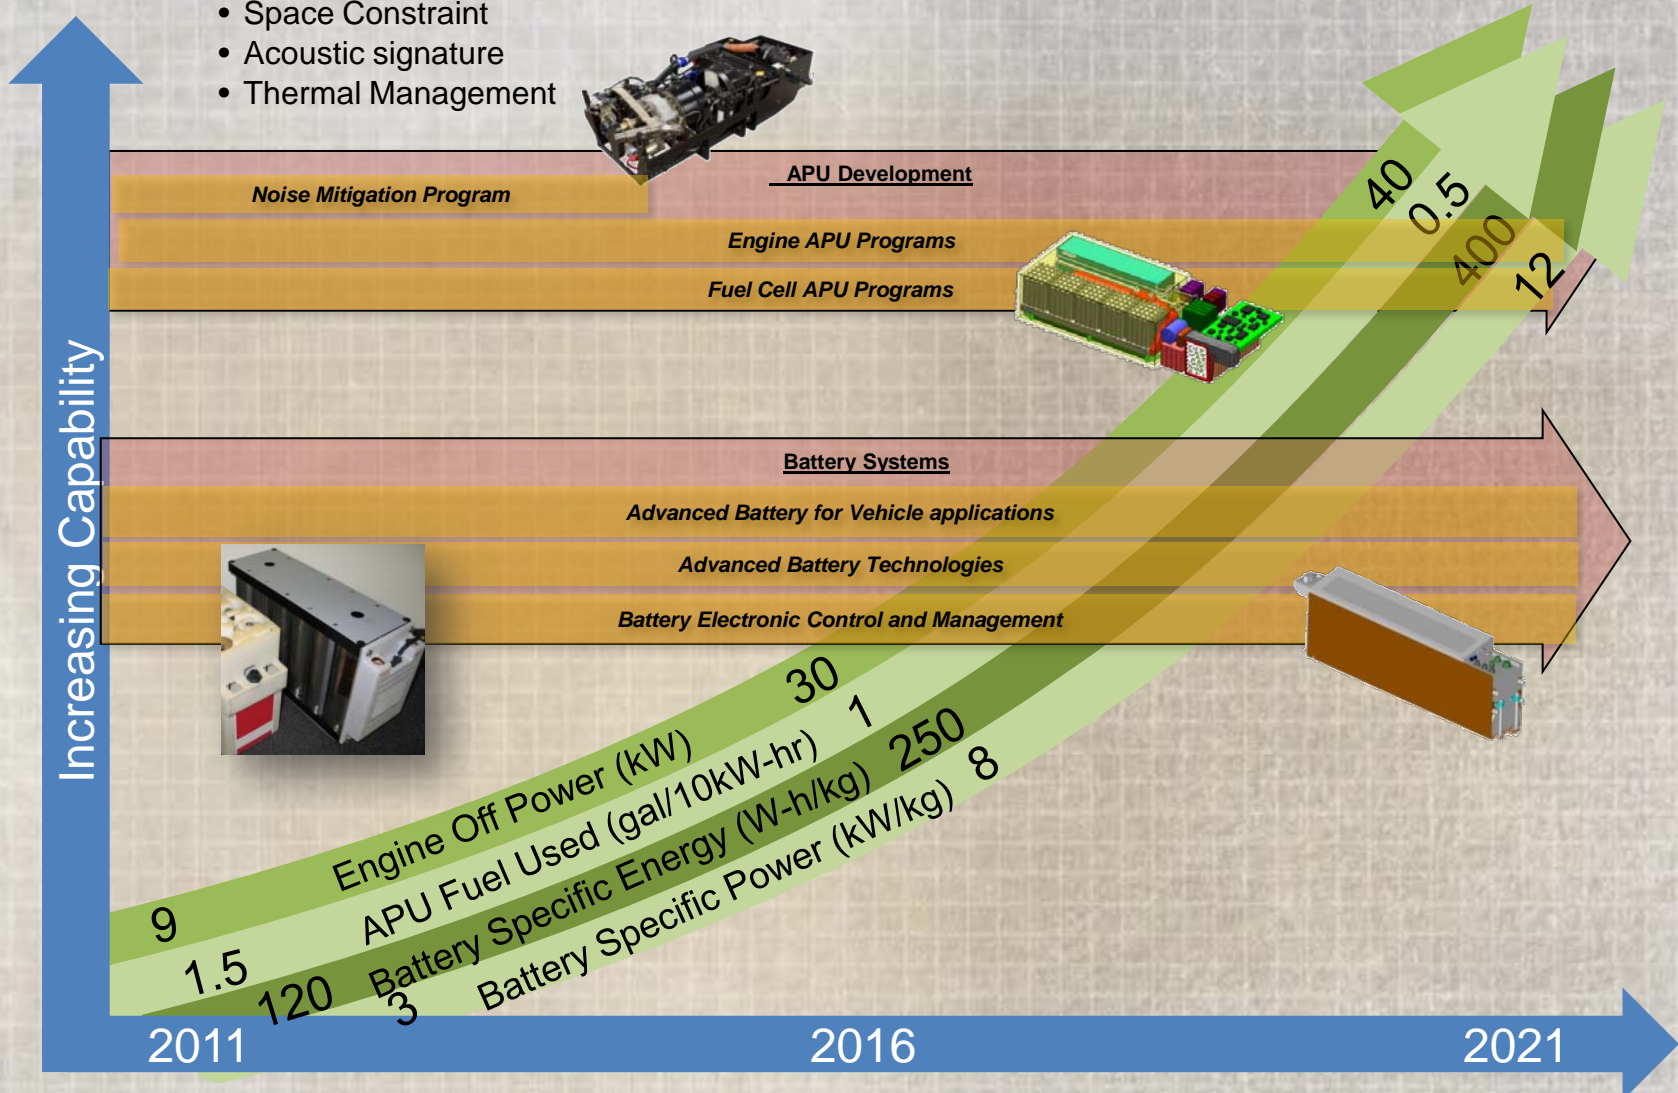 • Space Constraint
• Acoustic signature
• Thermal Management
APU Development
Noise Mitigation Program
Engine APU Programs
Fuel Cell APU Programs
40
0.5
400
12
Increasing Capability
Battery Systems
Advanced Battery for Vehicle applications
Advanced Battery Technologies
Battery Electronic Control and Management
9
Engine Off Power (kW)
30
1.5
APU Fuel Used (gal/10kW-hr)
1
120
Battery Specific Energy (W-h/kg)
250
3
Battery Specific Power (kW/kg)
8
2011
2016
2021